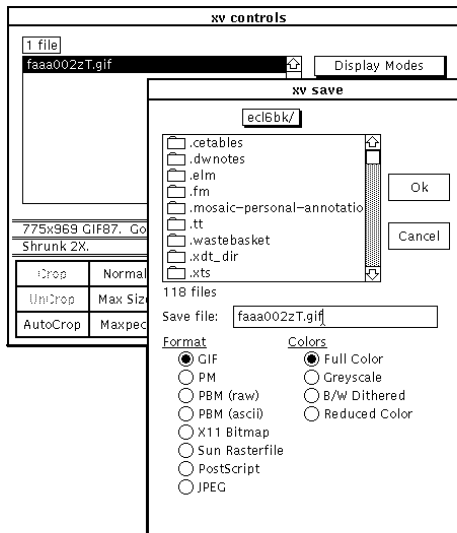 xv controls
1 file
faaa002zT.gif
Display Modes
xv save
ecl6bk/
.cetables
.dwnotes
.elm
.fm
.mosaic-personal-annotatio
.tt
.wastebasket
.xdt_dir
.xts
Ok
Cancel
118 files
Save file: faaa002zT.gif
Format Colors
GIF Full Color
PM Greyscale
PBM (raw) B/W Dithered
PBM (ascii) Reduced Color
X11 Bitmap
Sun Rasterfile
PostScript
JPEG
775x969 GIF87. Go
Shrunk 2X.
Crop Normal
UnCrop Max Siz
AutoCrop Maxpec